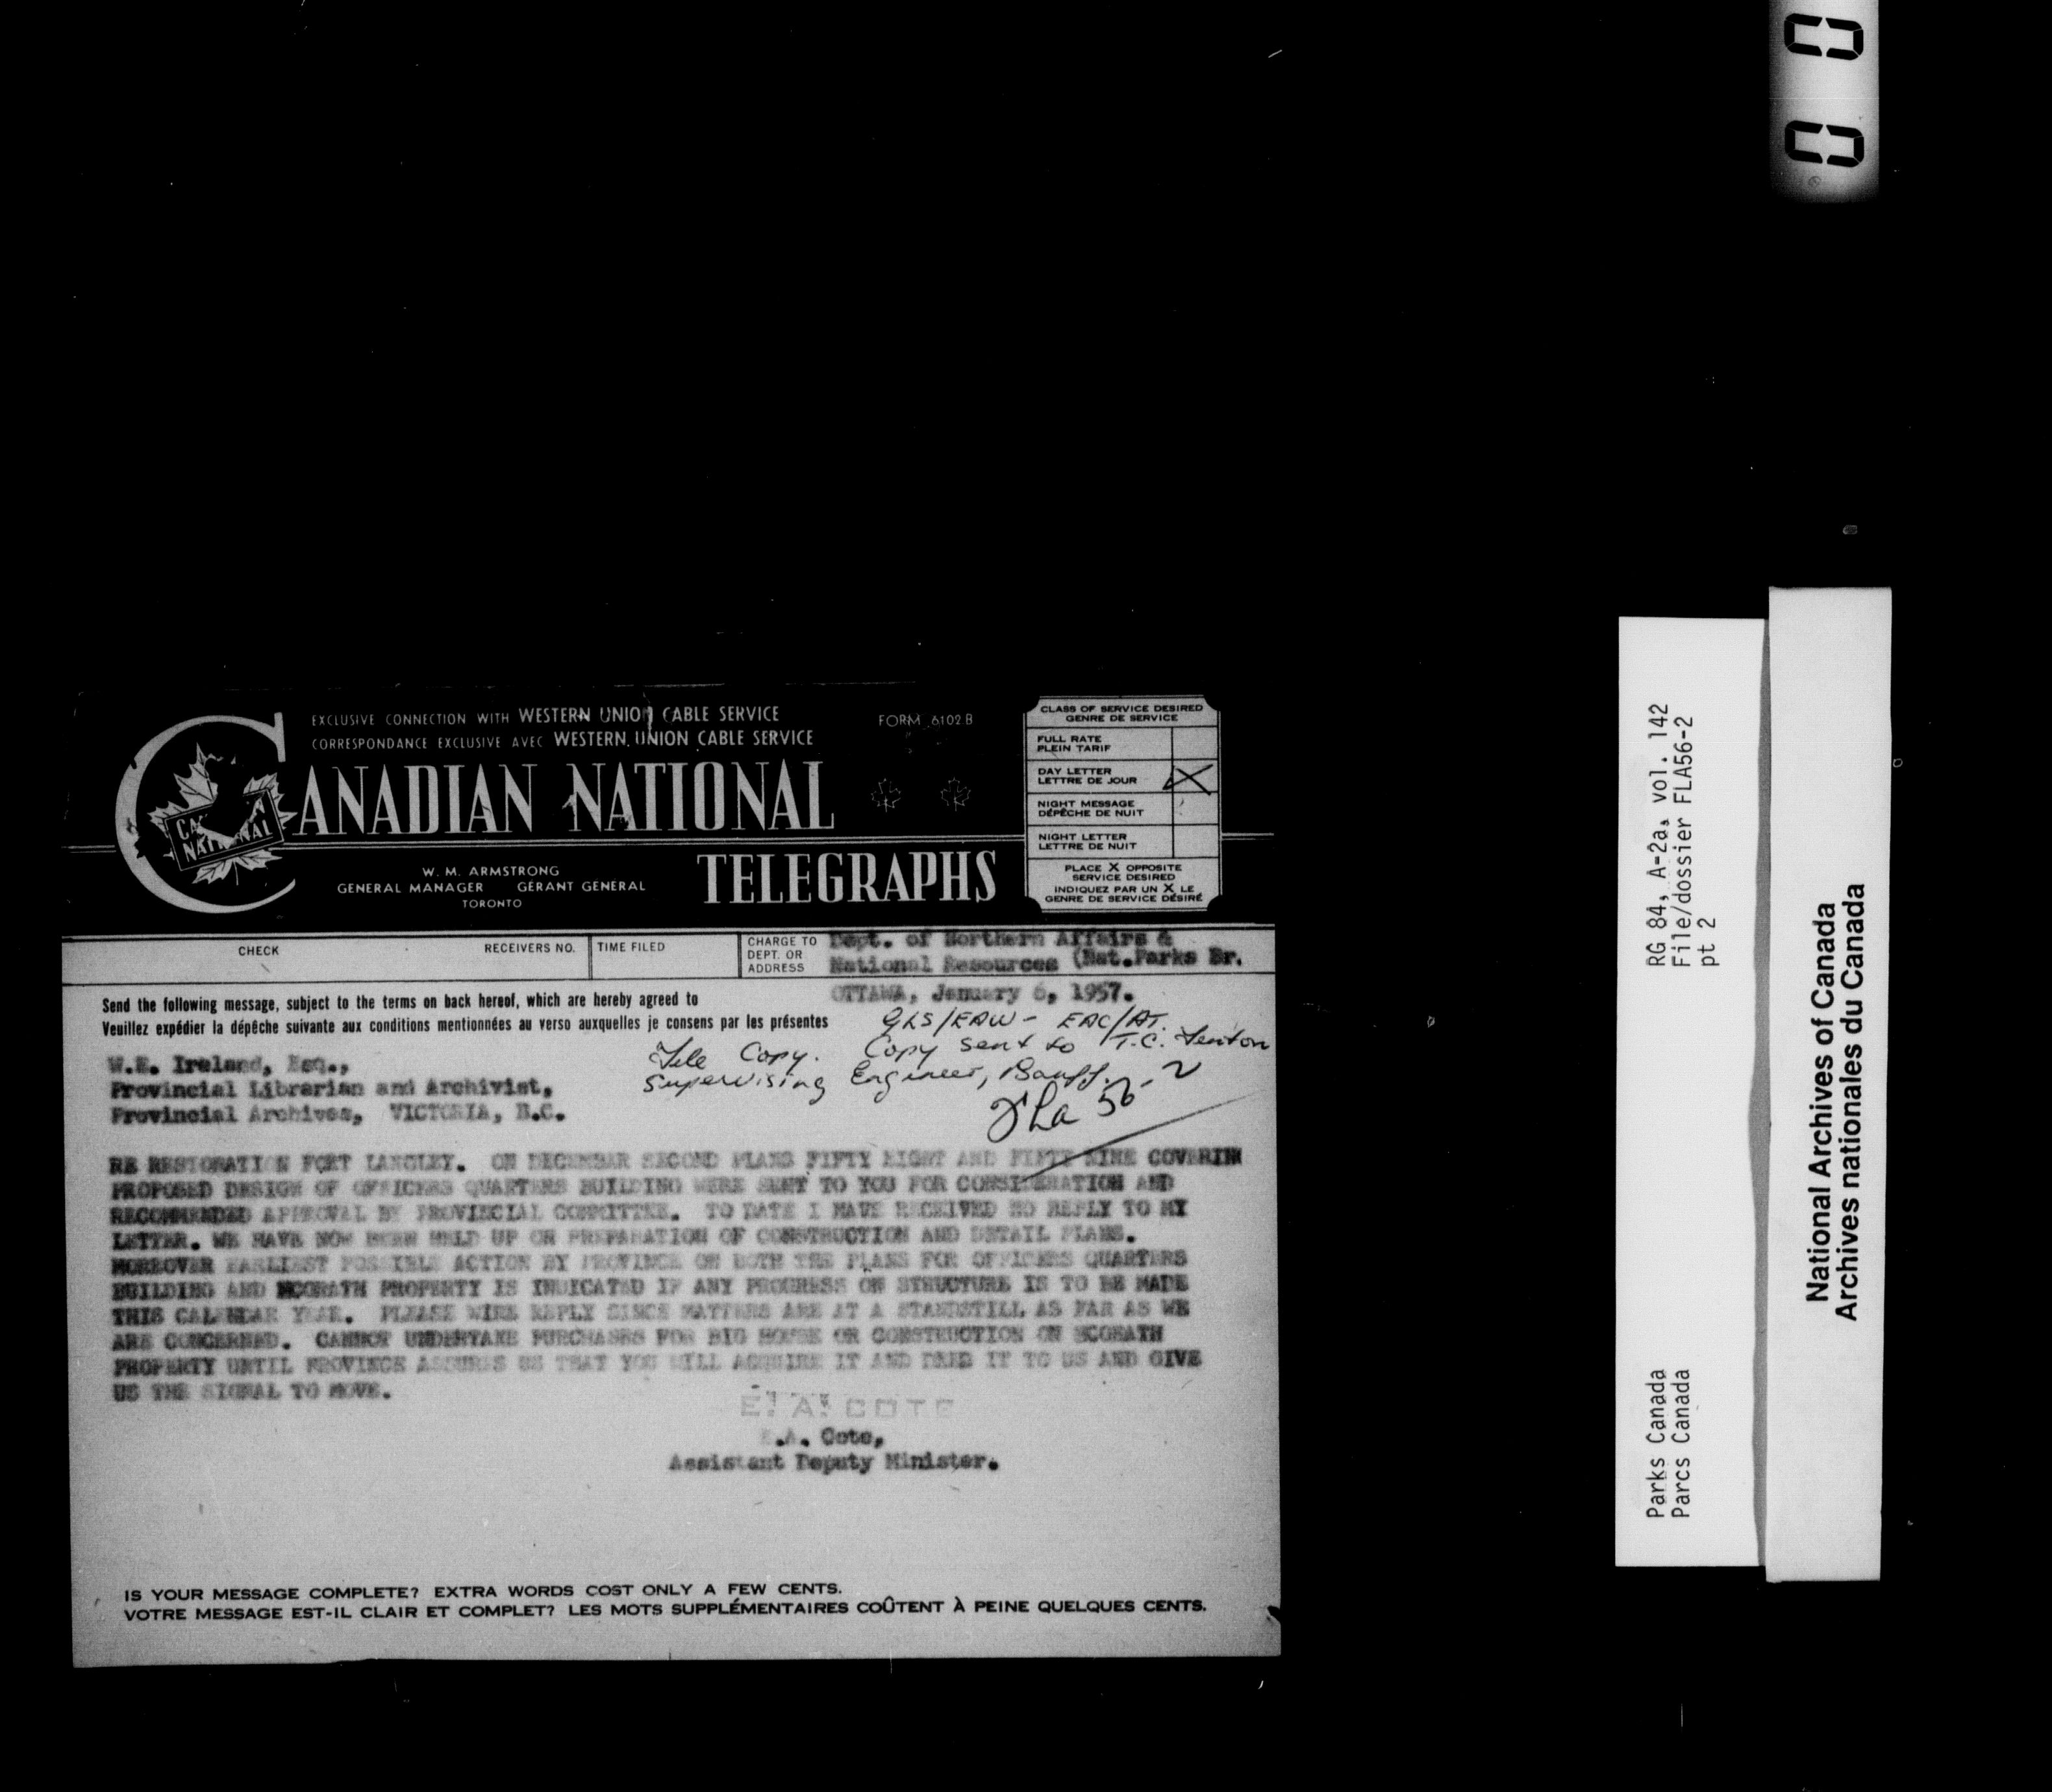 EXCLUSIVE CONNECTION WITH WESTERN UNION CABLE SERVICE
CORRESPONDANCE EXCLUSIVE AVEC WESTERN UNION CABLE SERVICE
FORM 6102 B
CANADIAN NATIONAL
TELEGRAPHS
W. M. ARMSTRONG
GENERAL MANAGER GÉRANT GÉNÉRAL
TORONTO
CLASS OF SERVICE DESIRED
GENRE DE SERVICE
FULL RATE
PLEIN TARIF
DAY LETTER
LETTRE DE JOUR X
NIGHT MESSAGE
DÉPÊCHE DE NUIT
NIGHT LETTER
LETTRE DE NUIT
PLACE X OPPOSITE
SERVICE DESIRED
INDIQUEZ PAR UN X LE
GENRE DE SERVICE DÉSIRÉ
CHECK RECEIVERS NO. TIME FILED
CHARGE TO
DEPT. OR
ADDRESS
Dept. of Northern Affairs &
National Resources (Nat.Parks Br.
OTTAWA, January 6, 1957.
Send the following message, subject to the terms on back hereof, which are hereby agreed to
Veuillez expédier la dépêche suivante aux conditions mentionnées au verso auxquelles je consens par les présentes
GLS/EAW - EAC/AT.
File Copy. Copy sent to T.C. Fenton
Supervising Engineer, Banff.
FLa 56-2
W.E. Ireland, Esq.,
Provincial Librarian and Archivist,
Provincial Archives, VICTORIA, B.C.
RE RESTORATION FORT LANGLEY. ON DECEMBER SECOND PLANS FIFTY EIGHT AND FIFTY NINE COVERING
PROPOSED DESIGN OF OFFICERS QUARTERS BUILDING WERE SENT TO YOU FOR CONSIDERATION AND
RECOMMENDED APPROVAL BY PROVINCIAL COMMITTEE. TO DATE I HAVE RECEIVED NO REPLY TO MY
LETTER. WE HAVE NOW BEEN HELD UP ON PREPARATION OF CONSTRUCTION AND DETAIL PLANS.
MOREOVER EARLIEST POSSIBLE ACTION BY PROVINCE ON BOTH THE PLANS FOR OFFICERS QUARTERS
BUILDING AND MCGRATH PROPERTY IS INDICATED IF ANY PROGRESS ON STRUCTURE IS TO BE MADE
THIS CALENDAR YEAR. PLEASE WIRE REPLY SINCE MATTERS ARE AT A STANDSTILL AS FAR AS WE
ARE CONCERNED. CANNOT UNDERTAKE PURCHASES FOR BIG HOUSE OR CONSTRUCTION ON MCGRATH
PROPERTY UNTIL PROVINCE ASSURES US THAT YOU WILL ACQUIRE IT AND DEED IT TO US AND GIVE
US THE SIGNAL TO MOVE.
E. A. COTE
E.A. Cote,
Assistant Deputy Minister.
IS YOUR MESSAGE COMPLETE? EXTRA WORDS COST ONLY A FEW CENTS.
VOTRE MESSAGE EST-IL CLAIR ET COMPLET? LES MOTS SUPPLÉMENTAIRES COÛTENT À PEINE QUELQUES CENTS.
RG 84, A-2a, vol. 142
File/dossier FLA56-2
pt 2
Parks Canada
Parcs Canada
National Archives of Canada
Archives nationales du Canada
00